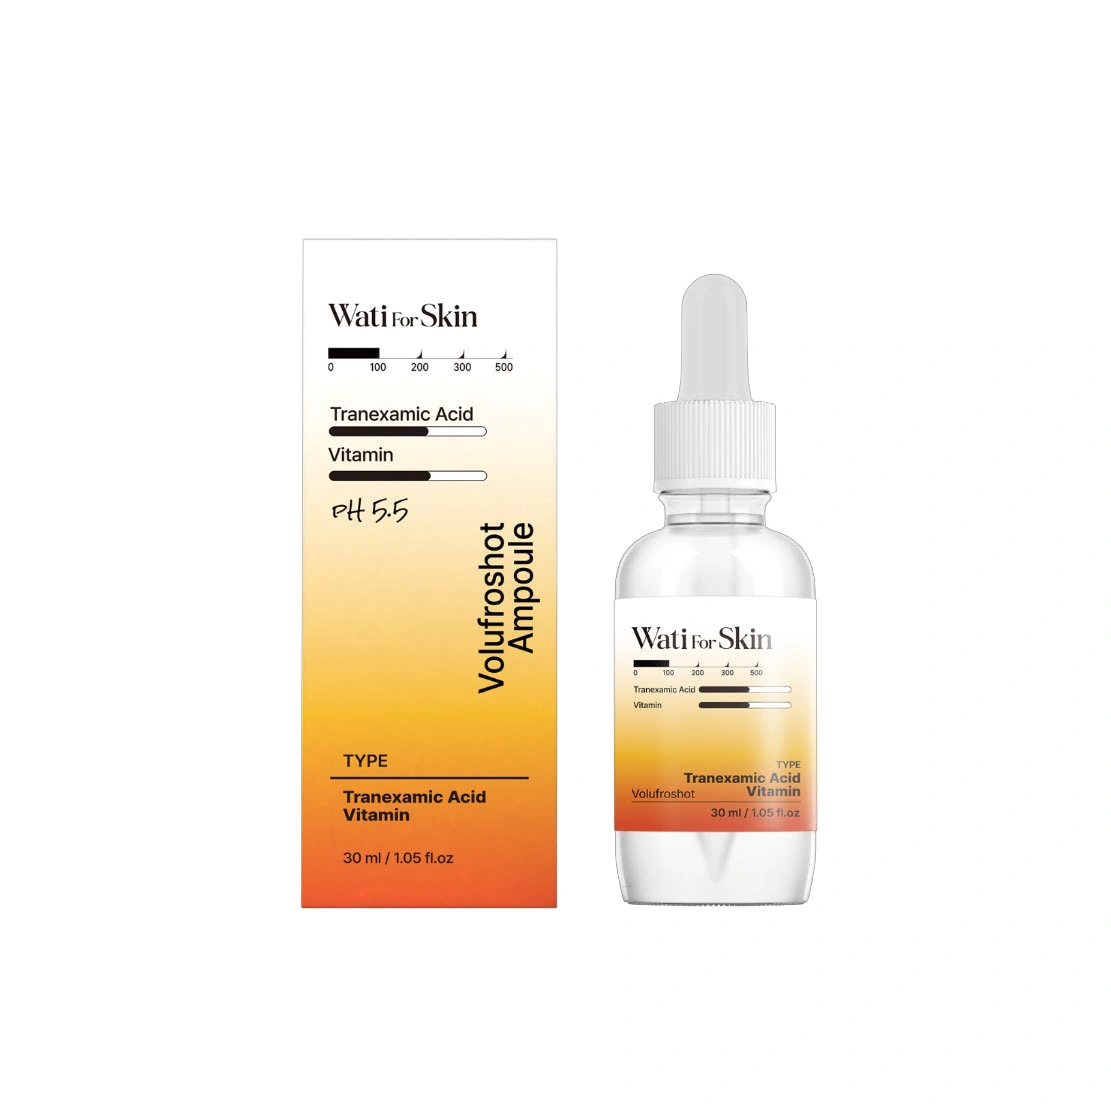 Wati For Skin
0 100 200 300 500
Tranexamic Acid
Vitamin
pH 5.5
Volufroshot
Ampoule
TYPE
Tranexamic Acid
Vitamin
30 ml / 1.05 fl.oz
Wati For Skin
0 100 200 300 500
Tranexamic Acid
Vitamin
TYPE
Tranexamic Acid
Vitamin
Volufroshot
30 ml / 1.05 fl.oz